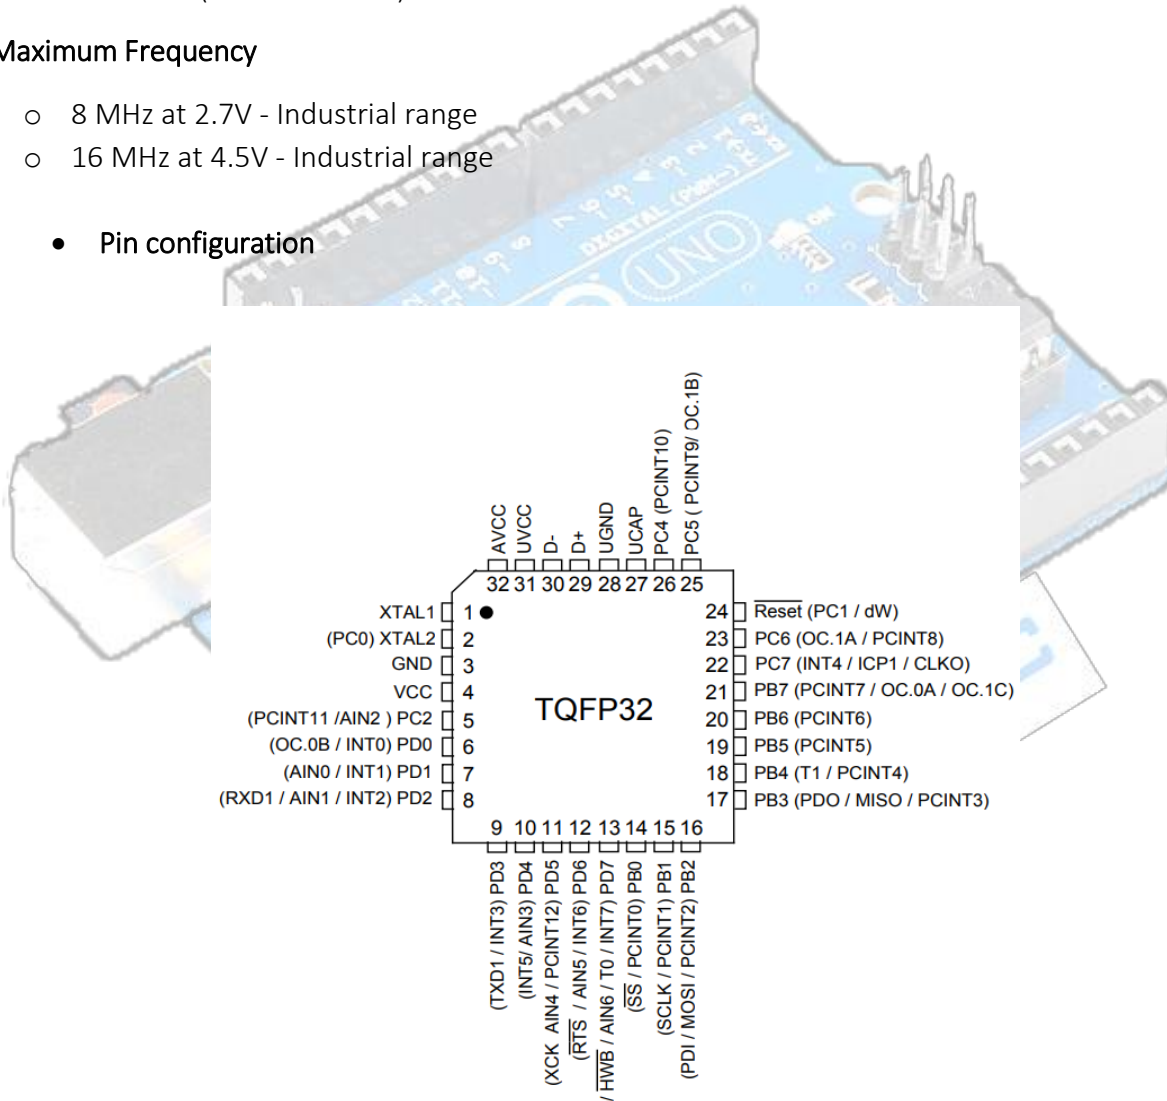 Maximum Frequency
o 8 MHz at 2.7V - Industrial range
o 16 MHz at 4.5V - Industrial range
• Pin configuration
DIGITAL (PWM~)
UNO
ON
AVCC
UVCC
D-
D+
UGND
UCAP
PC4 (PCINT10)
PC5 ( PCINT9/ OC.1B)
32 31 30 29 28 27 26 25
XTAL1 1
(PC0) XTAL2 2
GND 3
VCC 4
(PCINT11 /AIN2 ) PC2 5
(OC.0B / INT0) PD0 6
(AIN0 / INT1) PD1 7
(RXD1 / AIN1 / INT2) PD2 8
TQFP32
24 Reset (PC1 / dW)
23 PC6 (OC.1A / PCINT8)
22 PC7 (INT4 / ICP1 / CLKO)
21 PB7 (PCINT7 / OC.0A / OC.1C)
20 PB6 (PCINT6)
19 PB5 (PCINT5)
18 PB4 (T1 / PCINT4)
17 PB3 (PDO / MISO / PCINT3)
9 10 11 12 13 14 15 16
(TXD1 / INT3) PD3
(INT5/ AIN3) PD4
(XCK AIN4 / PCINT12) PD5
(RTS / AIN5 / INT6) PD6
/ HWB / AIN6 / T0 / INT7) PD7
(SS / PCINT0) PB0
(SCLK / PCINT1) PB1
(PDI / MOSI / PCINT2) PB2